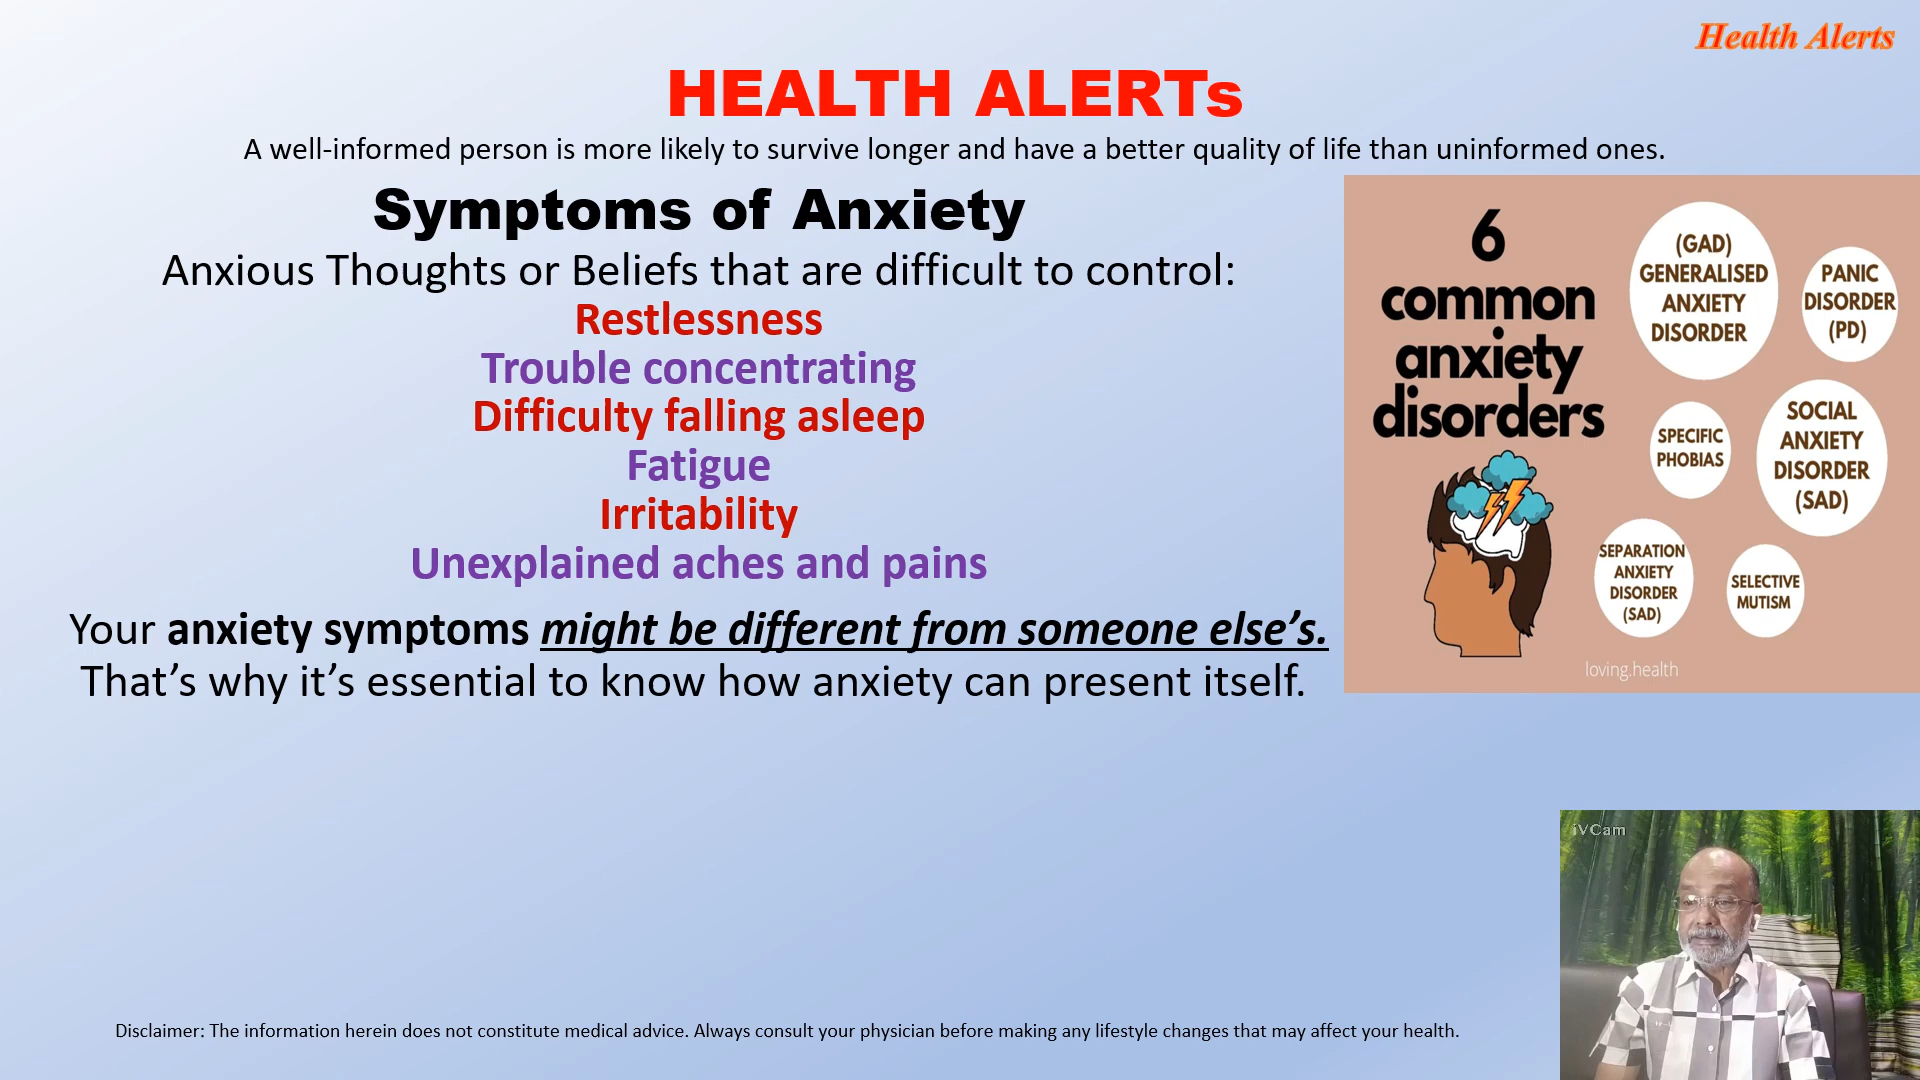 Health Alerts
HEALTH ALERTs
A well-informed person is more likely to survive longer and have a better quality of life than uninformed ones.
Symptoms of Anxiety
Anxious Thoughts or Beliefs that are difficult to control:
Restlessness
Trouble concentrating
Difficulty falling asleep
Fatigue
Irritability
Unexplained aches and pains
Your anxiety symptoms might be different from someone else’s.
That’s why it’s essential to know how anxiety can present itself.
6
common
anxiety
disorders
(GAD)
GENERALISED
ANXIETY
DISORDER
PANIC
DISORDER
(PD)
SPECIFIC
PHOBIAS
SOCIAL
ANXIETY
DISORDER
(SAD)
SEPARATION
ANXIETY
DISORDER
(SAD)
SELECTIVE
MUTISM
loving.health
iVCam
Disclaimer: The information herein does not constitute medical advice. Always consult your physician before making any lifestyle changes that may affect your health.